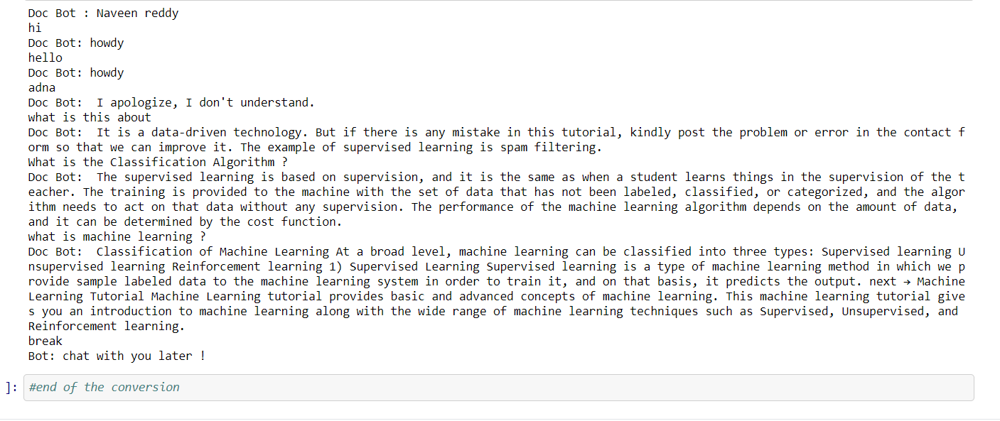 Doc Bot : Naveen reddy
hi
Doc Bot: howdy
hello
Doc Bot: howdy
adna
Doc Bot:  I apologize, I don't understand.
what is this about
Doc Bot:  It is a data-driven technology. But if there is any mistake in this tutorial, kindly post the problem or error in the contact f
orm so that we can improve it. The example of supervised learning is spam filtering.
What is the Classification Algorithm ?
Doc Bot:  The supervised learning is based on supervision, and it is the same as when a student learns things in the supervision of the t
eacher. The training is provided to the machine with the set of data that has not been labeled, classified, or categorized, and the algor
ithm needs to act on that data without any supervision. The performance of the machine learning algorithm depends on the amount of data,
and it can be determined by the cost function.
what is machine learning ?
Doc Bot:  Classification of Machine Learning At a broad level, machine learning can be classified into three types: Supervised learning U
nsupervised learning Reinforcement learning 1) Supervised Learning Supervised learning is a type of machine learning method in which we p
rovide sample labeled data to the machine learning system in order to train it, and on that basis, it predicts the output. next → Machine
Learning Tutorial Machine Learning tutorial provides basic and advanced concepts of machine learning. This machine learning tutorial give
s you an introduction to machine learning along with the wide range of machine learning techniques such as Supervised, Unsupervised, and
Reinforcement learning.
break
Bot: chat with you later !
]: #end of the conversion